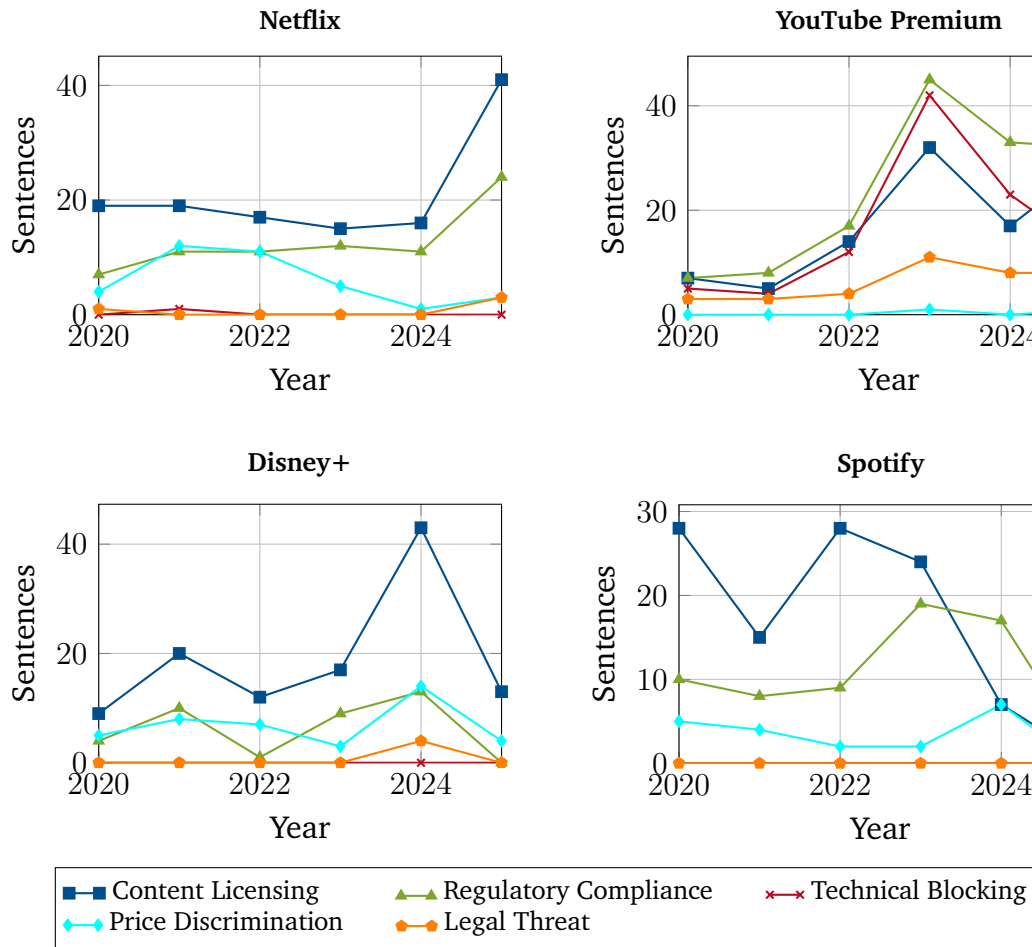 Netflix
40
20
0
2020 2022 2024
Sentences
Year
YouTube Premium
40
20
0
2020 2022 2024
Sentences
Year
Disney+
40
20
0
2020 2022 2024
Sentences
Year
Spotify
30
20
10
0
2020 2022 2024
Sentences
Year
Content Licensing Regulatory Compliance Technical Blocking
Price Discrimination Legal Threat